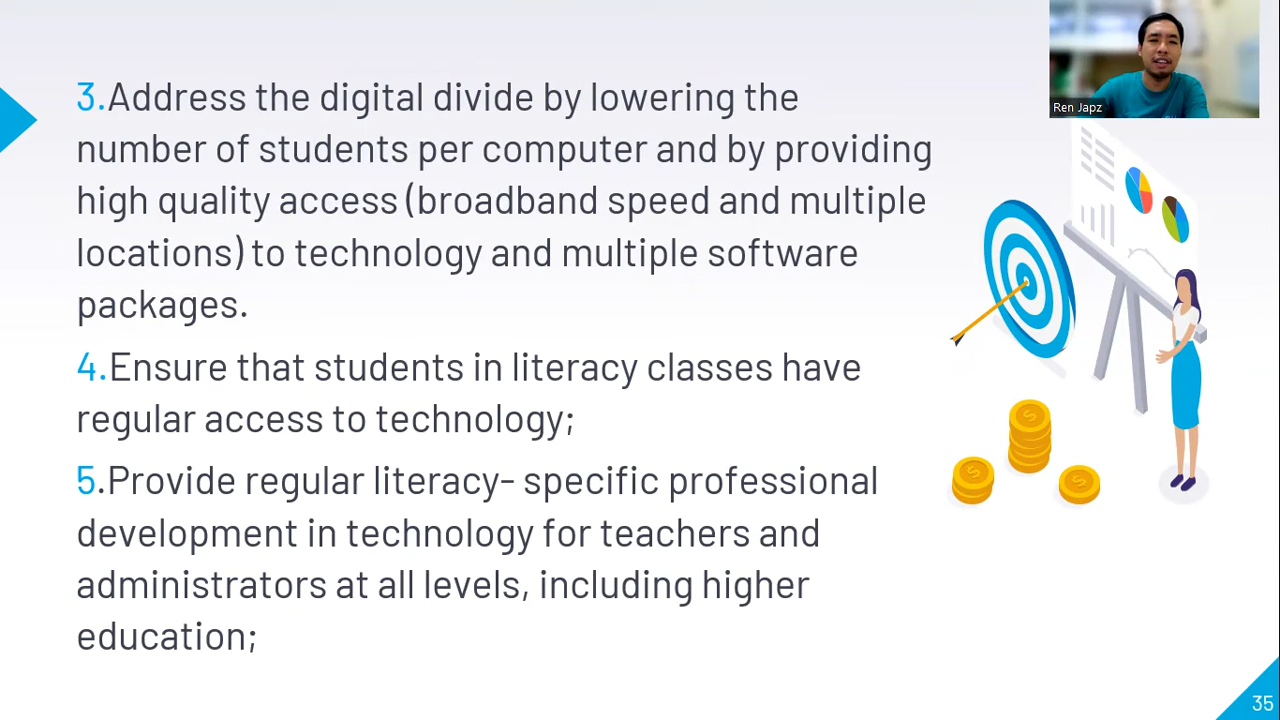 3.Address the digital divide by lowering the
number of students per computer and by providing
high quality access (broadband speed and multiple
locations) to technology and multiple software
packages.
4.Ensure that students in literacy classes have
regular access to technology;
5.Provide regular literacy- specific professional
development in technology for teachers and
administrators at all levels, including higher
education;
Ren Japz
$
$
$
35